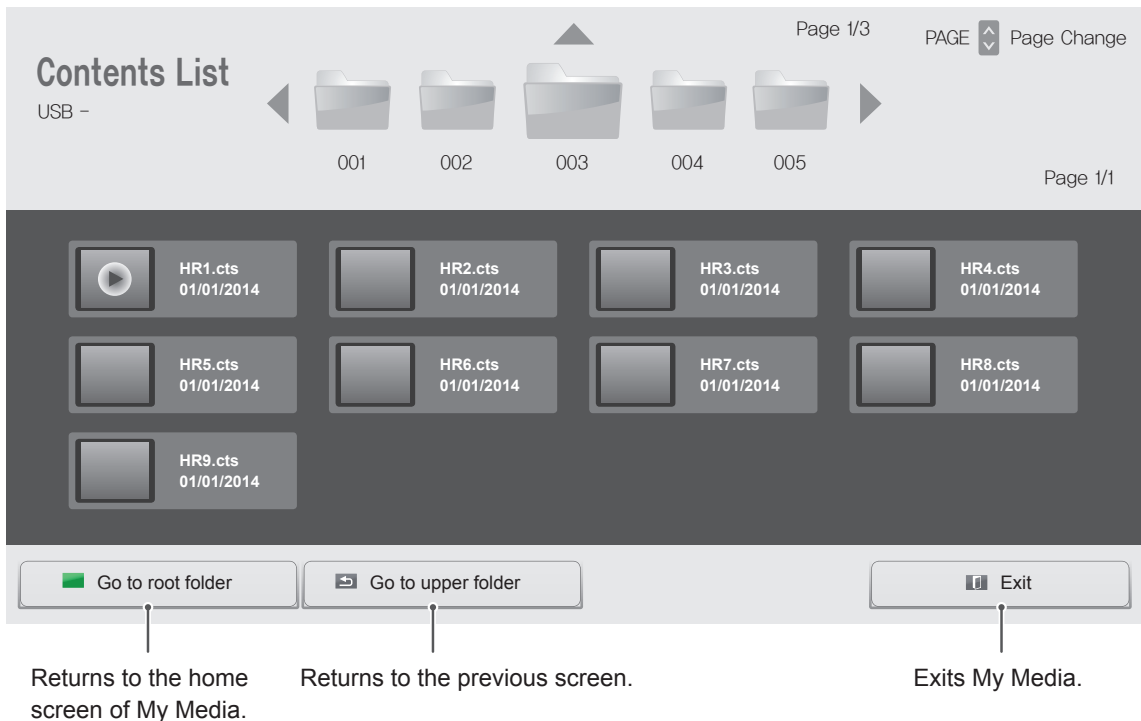 Page 1/3
PAGE Page Change
Contents List
USB -
001 002 003 004 005
Page 1/1
HR1.cts
01/01/2014
HR2.cts
01/01/2014
HR3.cts
01/01/2014
HR4.cts
01/01/2014
HR5.cts
01/01/2014
HR6.cts
01/01/2014
HR7.cts
01/01/2014
HR8.cts
01/01/2014
HR9.cts
01/01/2014
Go to root folder
Go to upper folder
Exit
Returns to the home
screen of My Media.
Returns to the previous screen.
Exits My Media.